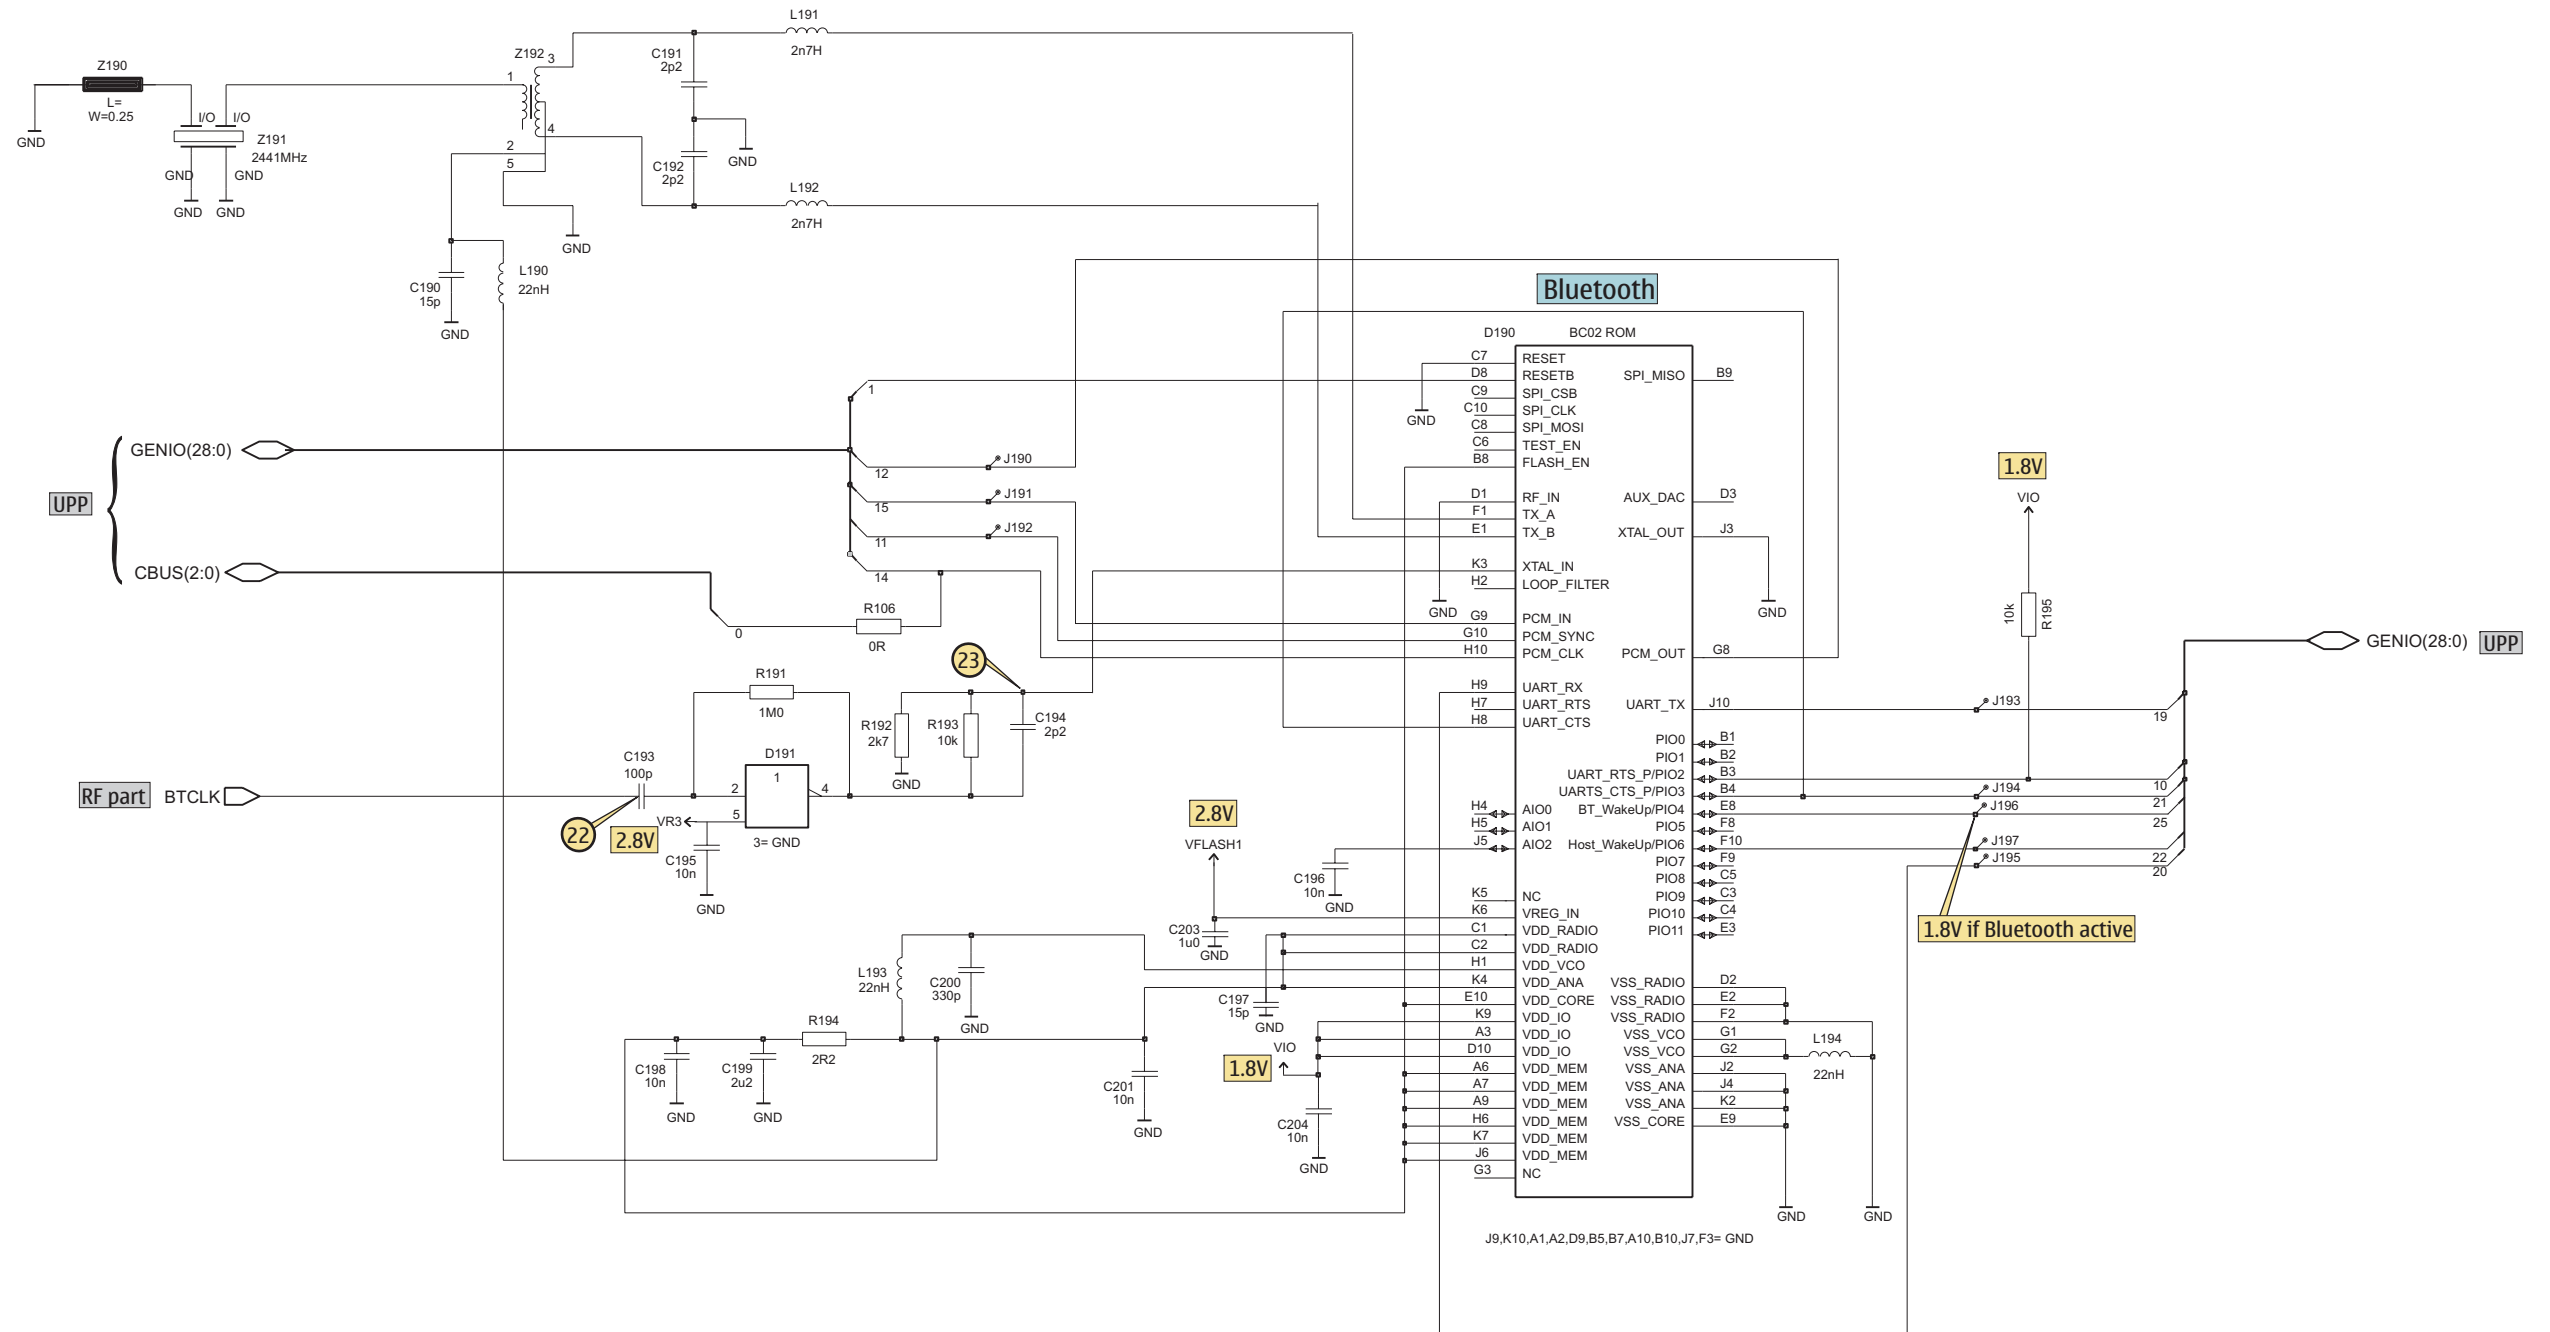 L191
2n7H
Z192
3
C191
2p2
Z190
1
L=
W=0.25
I/O
I/O
GND
Z191
2441MHz
4
2
5
GND
C192
2p2
GND
GND
L192
2n7H
GND
GND
GND
L190
22nH
C190
15p
GND
Bluetooth
D190
BC02 ROM
C7
RESET
D8
RESETB
SPI_MISO
B9
1
C9
SPI_CSB
C10
SPI_CLK
GND
C8
SPI_MOSI
C6
TEST_EN
GENIO(28:0)
B8
FLASH_EN
J190
12
1.8V
VIO
UPP
J191
15
D1
RF_IN
AUX_DAC
D3
F1
TX_A
J192
11
E1
TX_B
XTAL_OUT
J3
CBUS(2:0)
14
K3
XTAL_IN
H2
LOOP_FILTER
GND
GND
R106
0R
0
10k
R195
G9
PCM_IN
G10
PCM_SYNC
H10
PCM_CLK
PCM_OUT
G8
GENIO(28:0)
UPP
23
R191
1M0
H9
UART_RX
H7
UART_RTS
UART_TX
J10
J193
19
H8
UART_CTS
R192
2k7
R193
10k
C194
2p2
GND
PIO0
B1
PIO1
B2
C193
100p
D191
1
UART_RTS_P/PIO2
B3
UARTS_CTS_P/PIO3
B4
J194
10
RF part
BTCLK
2
4
5
H4
AIO0
BT_WakeUp/PIO4
E8
J196
21
22
2.8V
VR3
3= GND
2.8V
VFLASH1
H5
AIO1
PIO5
F8
25
J5
AIO2
Host_WakeUp/PIO6
F10
J197
C195
10n
GND
PIO7
F9
J195
22
20
C196
10n
GND
PIO8
C5
K5
NC
PIO9
C3
K6
VREG_IN
PIO10
C4
C203
1u0
GND
C1
VDD_RADIO
PIO11
E3
1.8V if Bluetooth active
C2
VDD_RADIO
H1
VDD_VCO
L193
22nH
C200
330p
GND
K4
VDD_ANA
VSS_RADIO
D2
C197
15p
GND
E10
VDD_CORE
VSS_RADIO
E2
K9
VDD_IO
VSS_RADIO
F2
R194
2R2
A3
VDD_IO
VSS_VCO
G1
L194
22nH
VIO
1.8V
D10
VDD_IO
VSS_VCO
G2
C198
10n
GND
C199
2u2
GND
A6
VDD_MEM
VSS_ANA
J2
C201
10n
GND
A7
VDD_MEM
VSS_ANA
J4
A9
VDD_MEM
VSS_ANA
K2
C204
10n
GND
H6
VDD_MEM
VSS_CORE
E9
K7
VDD_MEM
J6
VDD_MEM
G3
NC
GND
GND
J9,K10,A1,A2,D9,B5,B7,A10,B10,J7,F3= GND